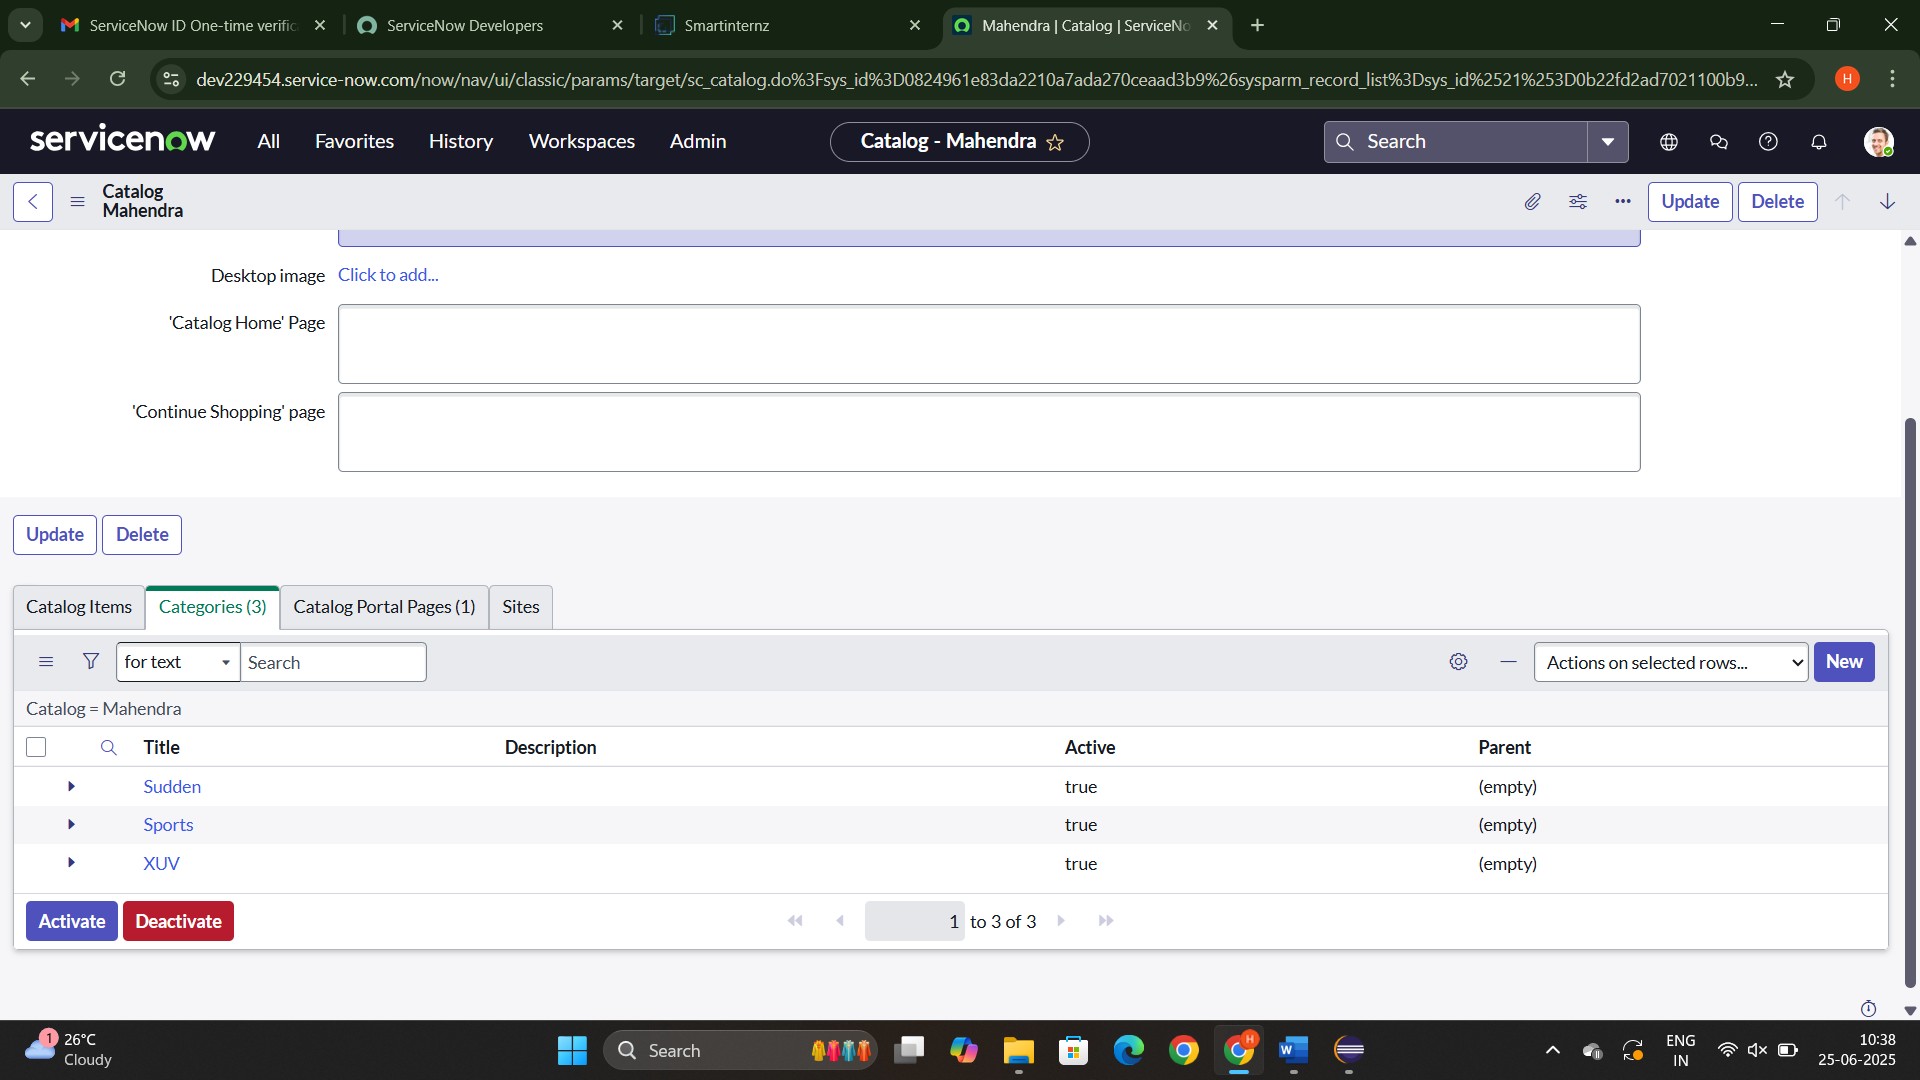 ServiceNow ID One-time verific
ServiceNow Developers
Smartinternz
Mahendra | Catalog | ServiceNo
dev229454.service-now.com/now/nav/ui/classic/params/target/sc_catalog.do%3Fsys_id%3D0824961e83da2210a7ada270ceaad3b9%26sysparm_record_list%3Dsys_id%2521%253D0b22fd2ad7021100b9...
H
servicenow
All
Favorites
History
Workspaces
Admin
Catalog - Mahendra
Search
Catalog
Mahendra
Update
Delete
Desktop image
Click to add...
'Catalog Home' Page
'Continue Shopping' page
Update
Delete
Catalog Items
Categories (3)
Catalog Portal Pages (1)
Sites
for text
Search
Actions on selected rows...
New
Catalog = Mahendra
Title Description Active Parent
Sudden true (empty)
Sports true (empty)
XUV true (empty)
Activate
Deactivate
1 to 3 of 3
1
26°C
Cloudy
Search
H
W
ENG
IN
10:38
25-06-2025